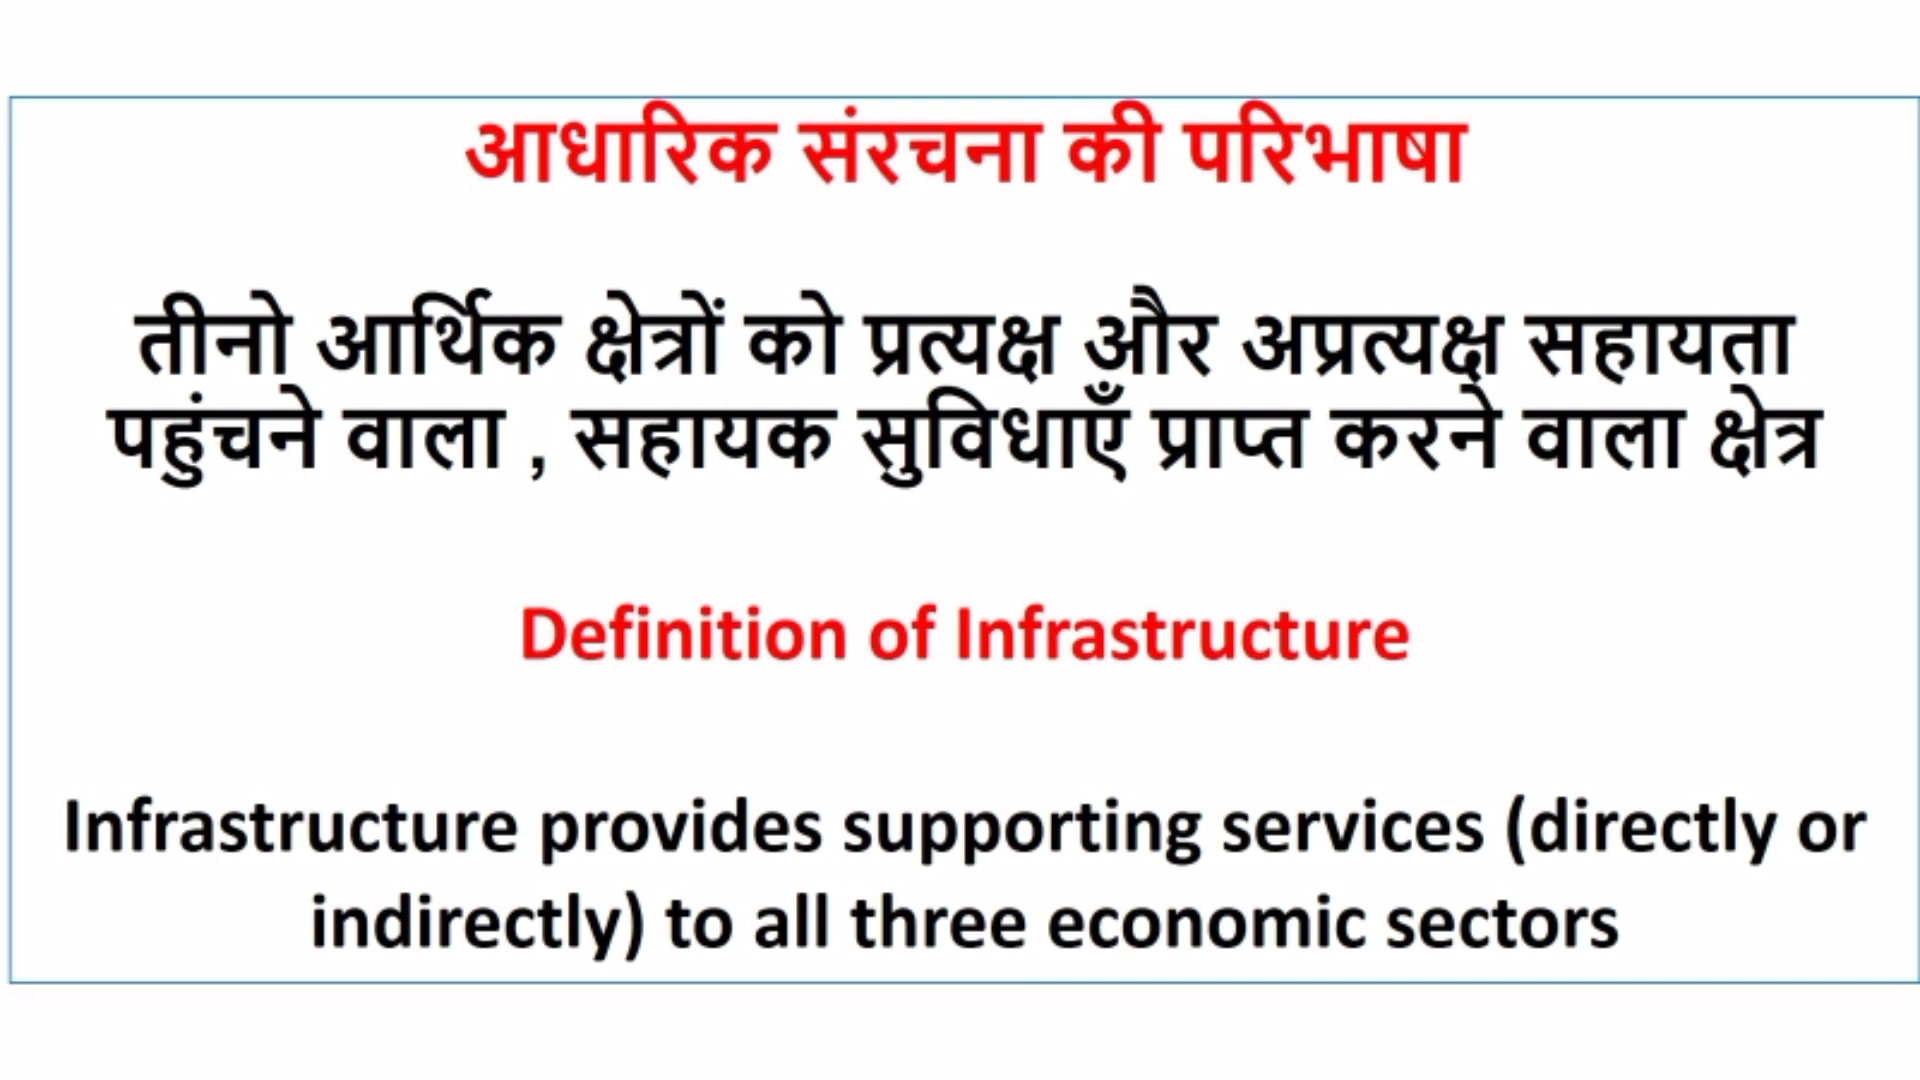 आधारिक संरचना की परिभाषा
तीनो आर्थिक क्षेत्रों को प्रत्यक्ष और अप्रत्यक्ष सहायता
पहुंचने वाला , सहायक सुविधाएँ प्राप्त करने वाला क्षेत्र
Definition of Infrastructure
Infrastructure provides supporting services (directly or
indirectly) to all three economic sectors